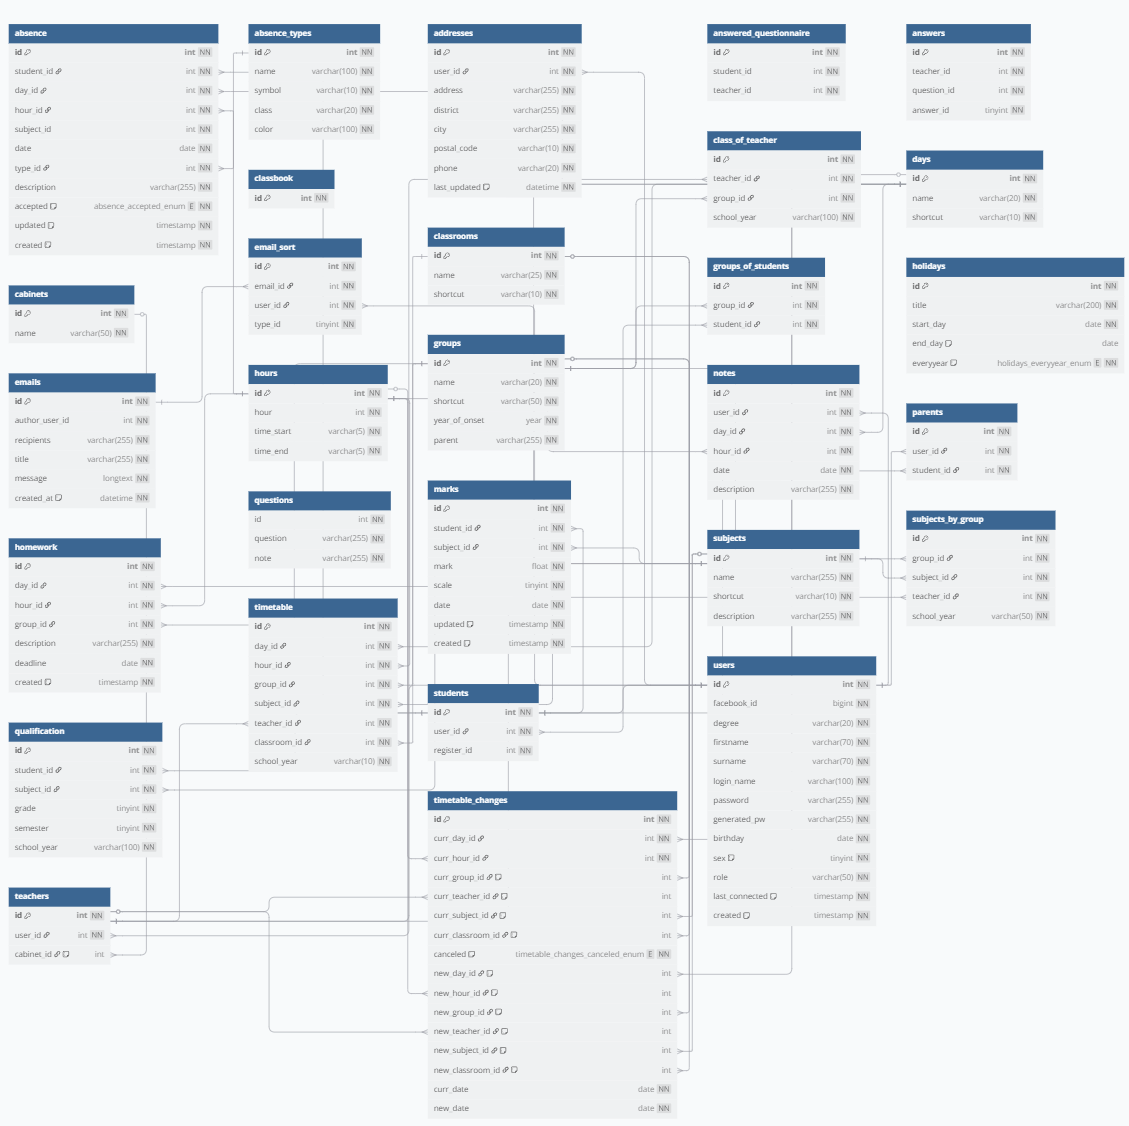 absence
id int NN
student_id int NN
day_id int NN
hour_id int NN
subject_id int NN
date date NN
type_id int NN
description varchar(255) NN
accepted absence_accepted_enum E NN
updated timestamp
created timestamp
cabinets
id int NN
name varchar(50) NN
emails
id int NN
author_user_id int NN
recipients varchar(255) NN
title varchar(255) NN
message longtext NN
created_at datetime NN
homework
id int NN
day_id int NN
hour_id int NN
group_id int NN
description varchar(255) NN
deadline date NN
created timestamp NN
qualification
id int NN
student_id int NN
subject_id int NN
grade tinyint NN
semester tinyint NN
school_year varchar(100) NN
teachers
id int NN
user_id int NN
cabinet_id int
absence_types
id int NN
name varchar(100) NN
symbol varchar(10) NN
class varchar(20) NN
color varchar(100) NN
classbook
id int NN
email_sort
id int NN
email_id int NN
user_id int NN
type_id tinyint NN
hours
id int NN
hour int NN
time_start varchar(5) NN
time_end varchar(5) NN
questions
id int NN
question varchar(255) NN
note varchar(255) NN
timetable
id int NN
day_id int NN
hour_id int NN
group_id int NN
subject_id int NN
teacher_id int NN
classroom_id int NN
school_year varchar(10) NN
addresses
id int NN
user_id int NN
address varchar(255) NN
district varchar(255) NN
city varchar(255) NN
postal_code varchar(10) NN
phone varchar(20) NN
last_updated datetime NN
classrooms
id int NN
name varchar(25) NN
shortcut varchar(10) NN
groups
id int NN
name varchar(20) NN
shortcut varchar(50) NN
year_of_onset year NN
parent varchar(255) NN
marks
id int NN
student_id int NN
subject_id int NN
mark float NN
scale tinyint NN
date date NN
updated timestamp NN
created timestamp NN
students
id int NN
user_id int NN
register_id int NN
timetable_changes
id int NN
curr_day_id int NN
curr_hour_id int NN
curr_group_id int
curr_teacher_id int
curr_subject_id int
curr_classroom_id int
canceled timetable_changes_canceled_enum E NN
new_day_id int
new_hour_id int
new_group_id int
new_teacher_id int
new_subject_id int
new_classroom_id int
curr_date date NN
new_date date NN
answered_questionnaire
id int NN
student_id int NN
teacher_id int NN
class_of_teacher
id int NN
teacher_id int NN
group_id int NN
school_year varchar(100) NN
groups_of_students
id int NN
group_id int NN
student_id int NN
notes
id int NN
user_id int NN
day_id int NN
hour_id int NN
date date NN
description varchar(255) NN
subjects
id int NN
name varchar(255) NN
shortcut varchar(10) NN
description varchar(255) NN
users
id int NN
facebook_id bigint NN
degree varchar(20) NN
firstname varchar(70) NN
surname varchar(70) NN
login_name varchar(100) NN
password varchar(255) NN
generated_pw varchar(255) NN
birthday date NN
sex tinyint NN
role varchar(50) NN
last_connected timestamp NN
created timestamp NN
answers
id int NN
teacher_id int NN
question_id int NN
answer_id tinyint NN
days
id int NN
name varchar(20) NN
shortcut varchar(10) NN
holidays
id int NN
title varchar(200) NN
start_day date NN
end_day date
everyyear holidays_everyyear_enum E NN
parents
id int NN
user_id int NN
student_id int NN
subjects_by_group
id int NN
group_id int NN
subject_id int NN
teacher_id int NN
school_year varchar(50) NN